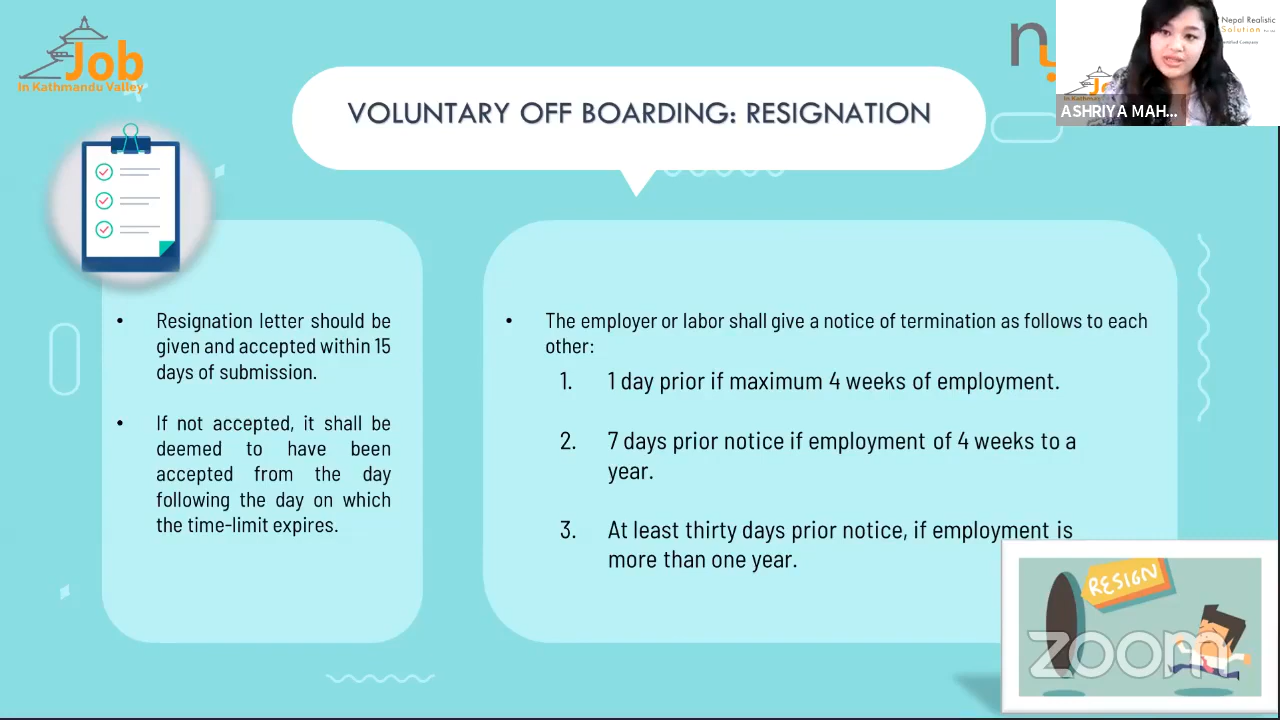 Job
In Kathmandu Valley
VOLUNTARY OFF BOARDING: RESIGNATION
Nepal Realistic
Solution
In Kathmandu
ASHRIYA MAH...
Resignation letter should be
given and accepted within 15
days of submission.
If not accepted, it shall be
deemed to have been
accepted from the day
following the day on which
the time-limit expires.
• The employer or labor shall give a notice of termination as follows to each
other:
1. 1 day prior if maximum 4 weeks of employment.
2. 7 days prior notice if employment of 4 weeks to a
year.
3. At least thirty days prior notice, if employment is
more than one year.
RESIGN
zoom